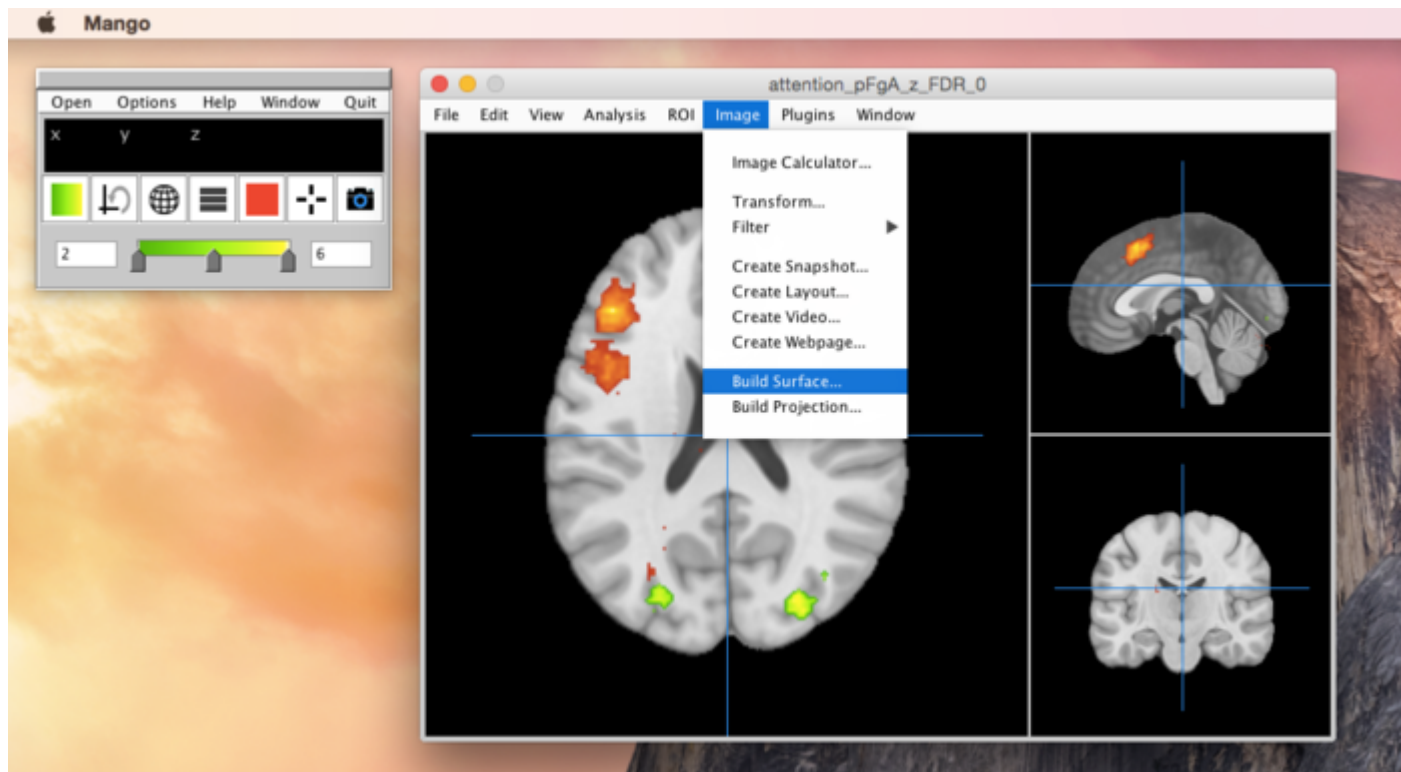 Mango
Open Options Help Window Quit
x y z
2 6
attention_pFgA_z_FDR_0
File Edit View Analysis ROI Image Plugins Window
Image Calculator...
Transform...
Filter
Create Snapshot...
Create Layout...
Create Video...
Create Webpage...
Build Surface...
Build Projection...